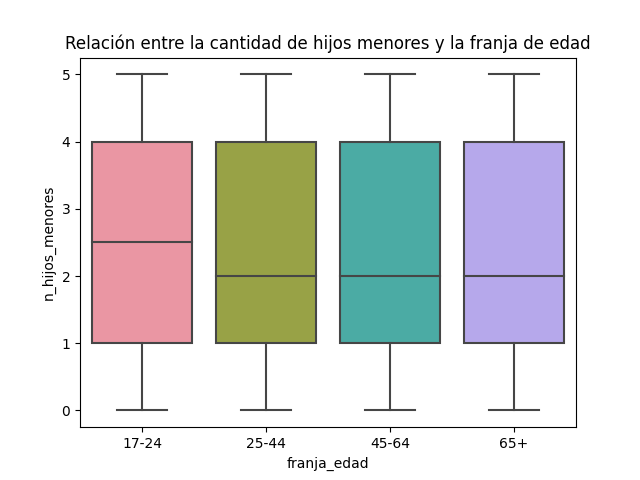 Relación entre la cantidad de hijos menores y la franja de edad
n_hijos_menores
5
4
3
2
1
0
17-24 25-44 45-64 65+
franja_edad